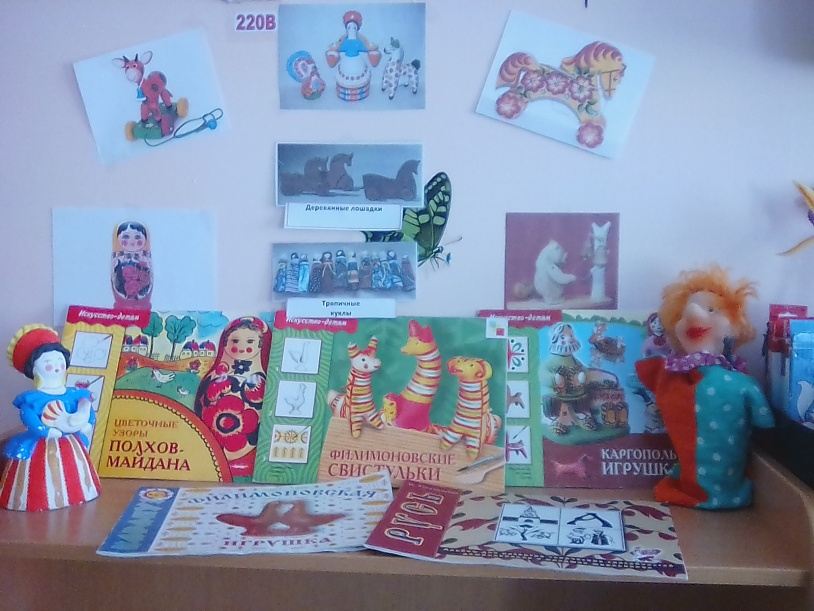 220В
Деревянные лошадки
Тряпичные
куклы
Искусство-детям
ЦВЕТОЧНЫЕ
УЗОРЫ
ПОЛХОВ-
МАЙДАНА
Искусство-детям
ФИЛИМОНОВСКИЕ
СВИСТУЛЬКИ
Искусство-детям
КАРГОПОЛЬ
ИГРУШКА
ФИЛИМОНОВСКАЯ
ИГРУШКА
РУСЬ